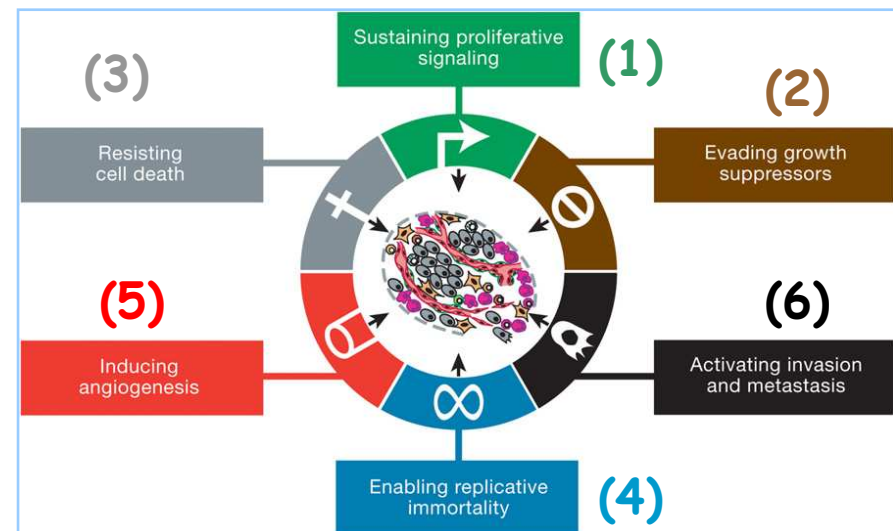 Sustaining proliferative
signaling
(1)
(3)
(2)
Resisting
cell death
Evading growth
suppressors
(5)
(6)
Inducing
angiogenesis
Activating invasion
and metastasis
Enabling replicative
immortality
(4)